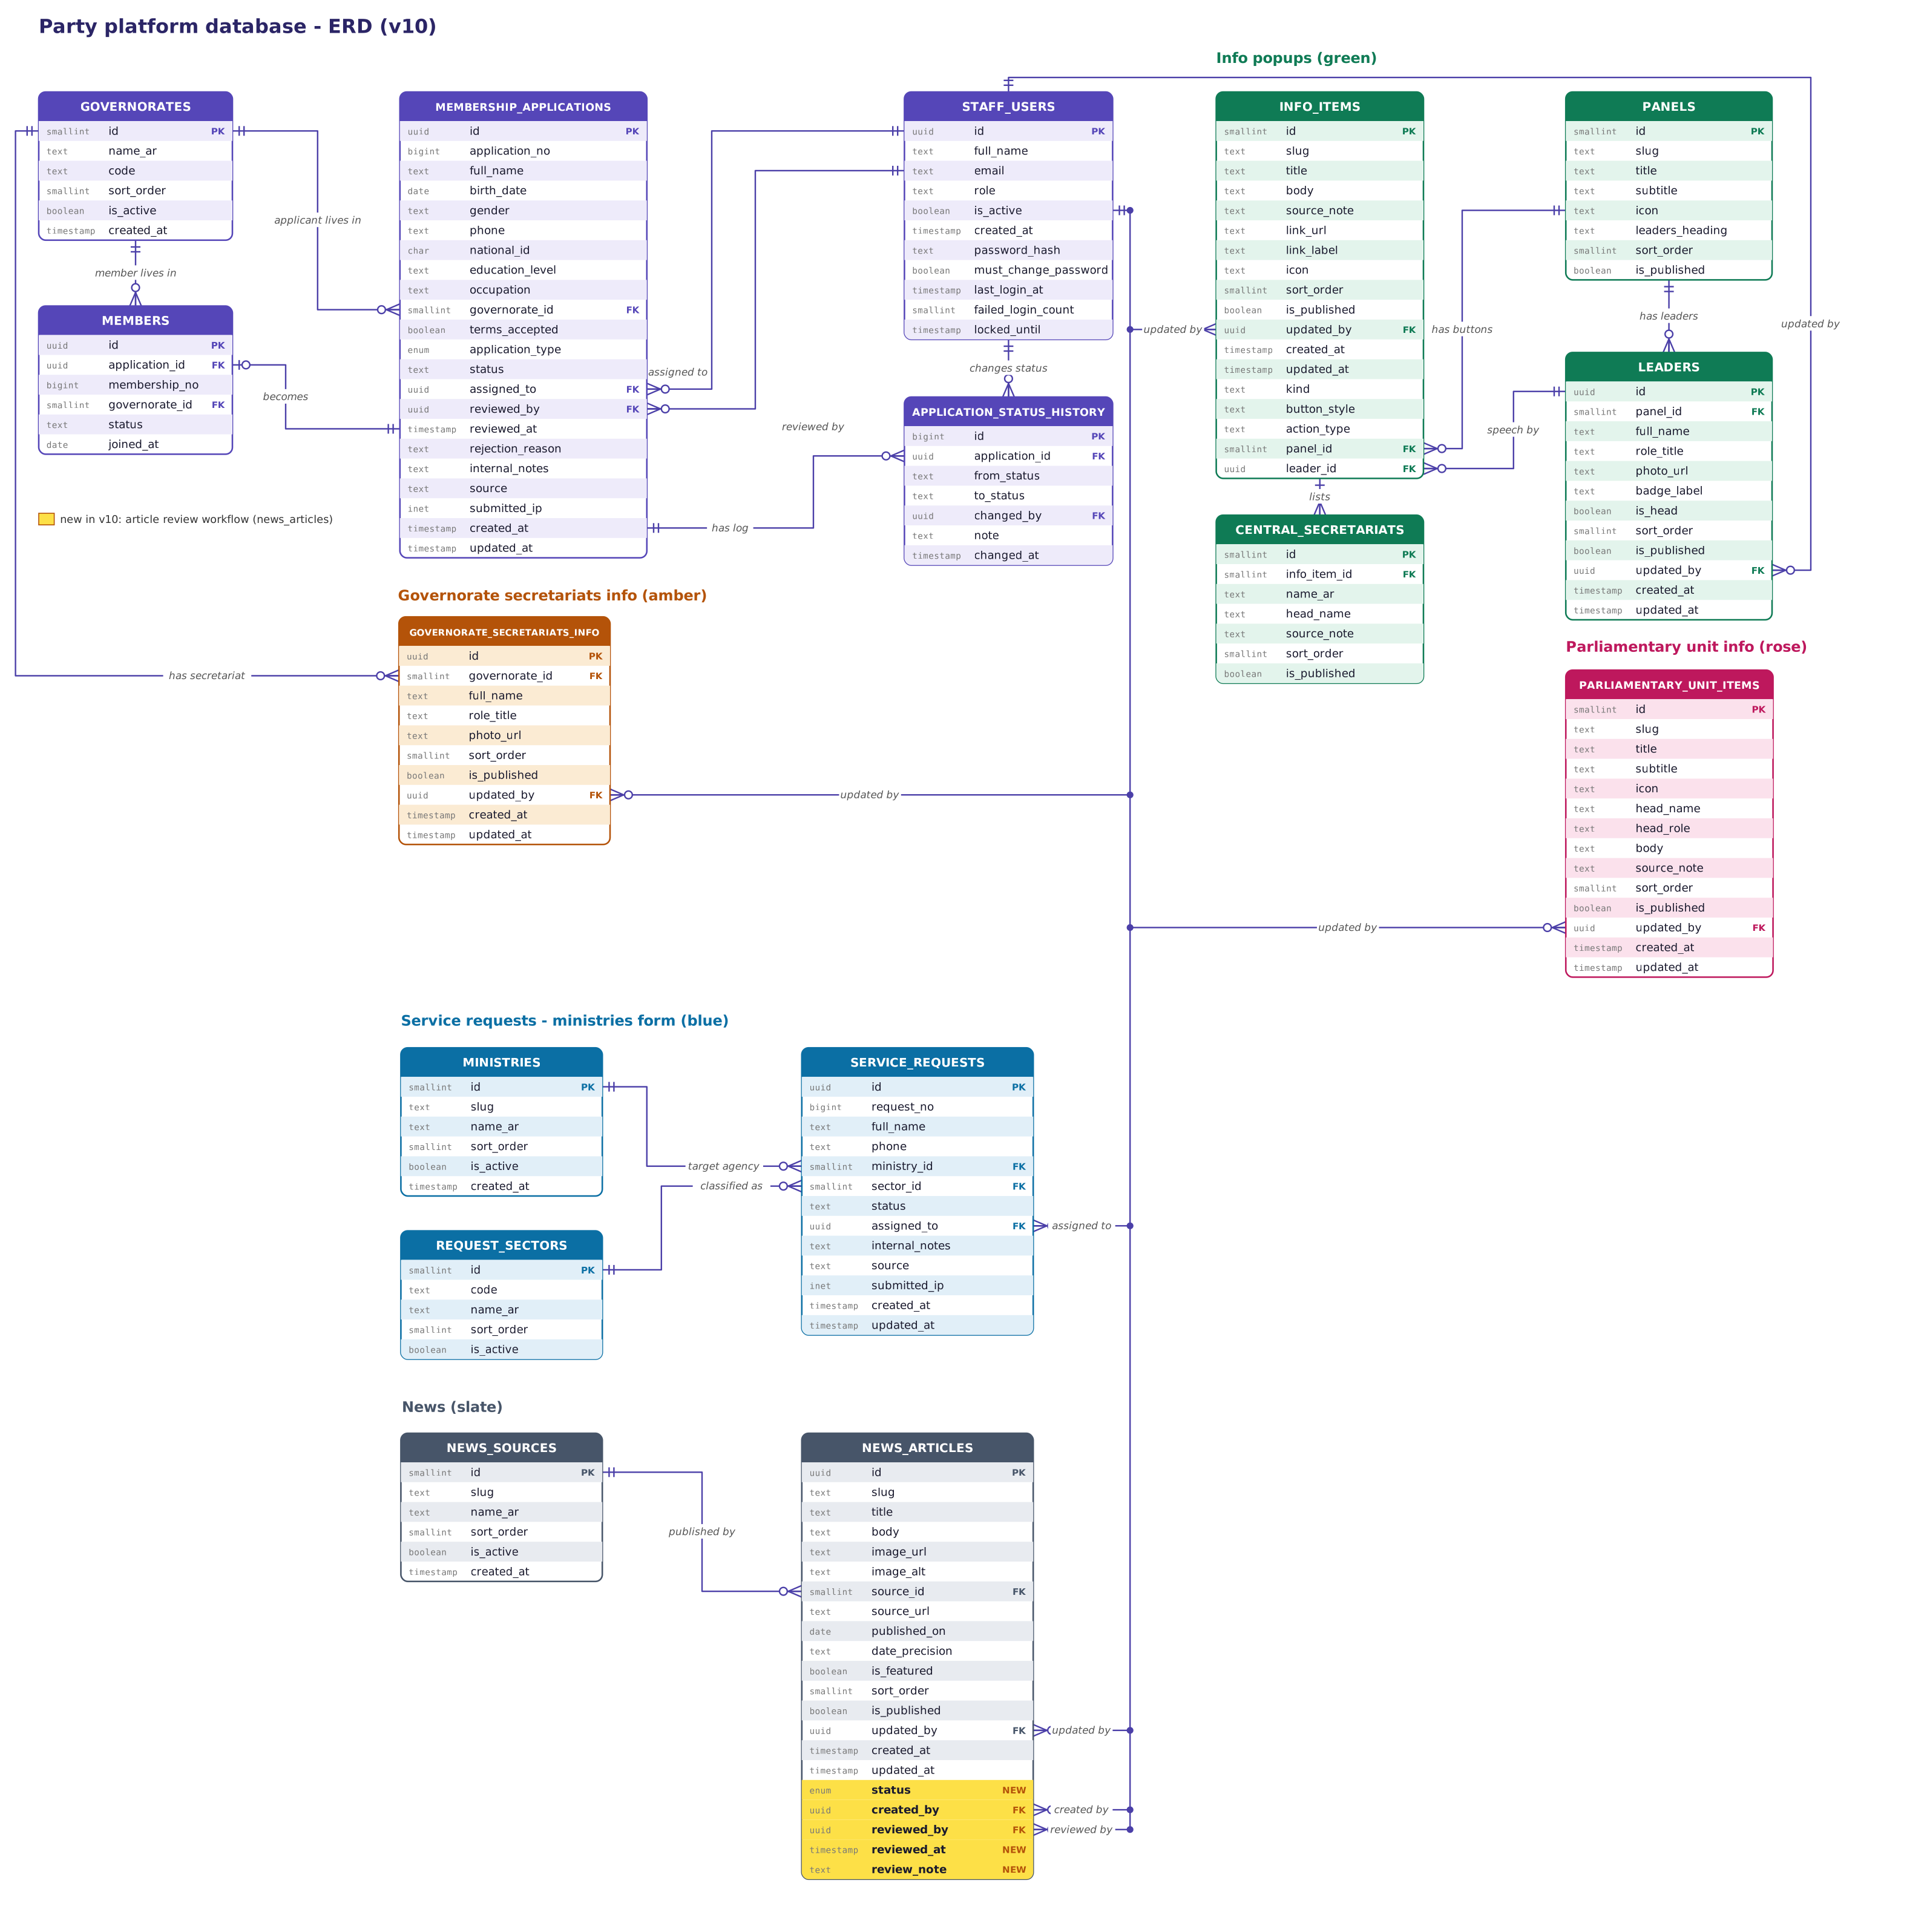 Party platform database - ERD (v10)
Info popups (green)
GOVERNORATES
smallint id PK
text name_ar
text code
smallint sort_order
boolean is_active
timestamp created_at
member lives in
applicant lives in
MEMBERS
uuid id PK
uuid application_id FK
bigint membership_no
smallint governorate_id FK
text status
date joined_at
becomes
new in v10: article review workflow (news_articles)
MEMBERSHIP_APPLICATIONS
uuid id PK
bigint application_no
text full_name
date birth_date
text gender
text phone
char national_id
text education_level
text occupation
smallint governorate_id FK
boolean terms_accepted
enum application_type
text status
uuid assigned_to FK
uuid reviewed_by FK
timestamp reviewed_at
text rejection_reason
text internal_notes
text source
inet submitted_ip
timestamp created_at
timestamp updated_at
assigned to
reviewed by
has log
STAFF_USERS
uuid id PK
text full_name
text email
text role
boolean is_active
timestamp created_at
text password_hash
boolean must_change_password
timestamp last_login_at
smallint failed_login_count
timestamp locked_until
changes status
APPLICATION_STATUS_HISTORY
bigint id PK
uuid application_id FK
text from_status
text to_status
uuid changed_by FK
text note
timestamp changed_at
updated by
INFO_ITEMS
smallint id PK
text slug
text title
text body
text source_note
text link_url
text link_label
text icon
smallint sort_order
boolean is_published
uuid updated_by FK
timestamp created_at
timestamp updated_at
text kind
text button_style
text action_type
smallint panel_id FK
uuid leader_id FK
has buttons
speech by
lists
CENTRAL_SECRETARIATS
smallint id PK
smallint info_item_id FK
text name_ar
text head_name
text source_note
smallint sort_order
boolean is_published
PANELS
smallint id PK
text slug
text title
text subtitle
text icon
text leaders_heading
smallint sort_order
boolean is_published
has leaders
updated by
LEADERS
uuid id PK
smallint panel_id FK
text full_name
text role_title
text photo_url
text badge_label
boolean is_head
smallint sort_order
boolean is_published
uuid updated_by FK
timestamp created_at
timestamp updated_at
Governorate secretariats info (amber)
has secretariat
GOVERNORATE_SECRETARIATS_INFO
uuid id PK
smallint governorate_id FK
text full_name
text role_title
text photo_url
smallint sort_order
boolean is_published
uuid updated_by FK
timestamp created_at
timestamp updated_at
updated by
Parliamentary unit info (rose)
PARLIAMENTARY_UNIT_ITEMS
smallint id PK
text slug
text title
text subtitle
text icon
text head_name
text head_role
text body
text source_note
smallint sort_order
boolean is_published
uuid updated_by FK
timestamp created_at
timestamp updated_at
updated by
Service requests - ministries form (blue)
MINISTRIES
smallint id PK
text slug
text name_ar
smallint sort_order
boolean is_active
timestamp created_at
target agency
classified as
REQUEST_SECTORS
smallint id PK
text code
text name_ar
smallint sort_order
boolean is_active
SERVICE_REQUESTS
uuid id PK
bigint request_no
text full_name
text phone
smallint ministry_id FK
smallint sector_id FK
text status
uuid assigned_to FK
text internal_notes
text source
inet submitted_ip
timestamp created_at
timestamp updated_at
assigned to
News (slate)
NEWS_SOURCES
smallint id PK
text slug
text name_ar
smallint sort_order
boolean is_active
timestamp created_at
published by
NEWS_ARTICLES
uuid id PK
text slug
text title
text body
text image_url
text image_alt
smallint source_id FK
text source_url
date published_on
text date_precision
boolean is_featured
smallint sort_order
boolean is_published
uuid updated_by FK
timestamp created_at
timestamp updated_at
enum status NEW
uuid created_by FK
uuid reviewed_by FK
timestamp reviewed_at NEW
text review_note NEW
updated by
created by
reviewed by